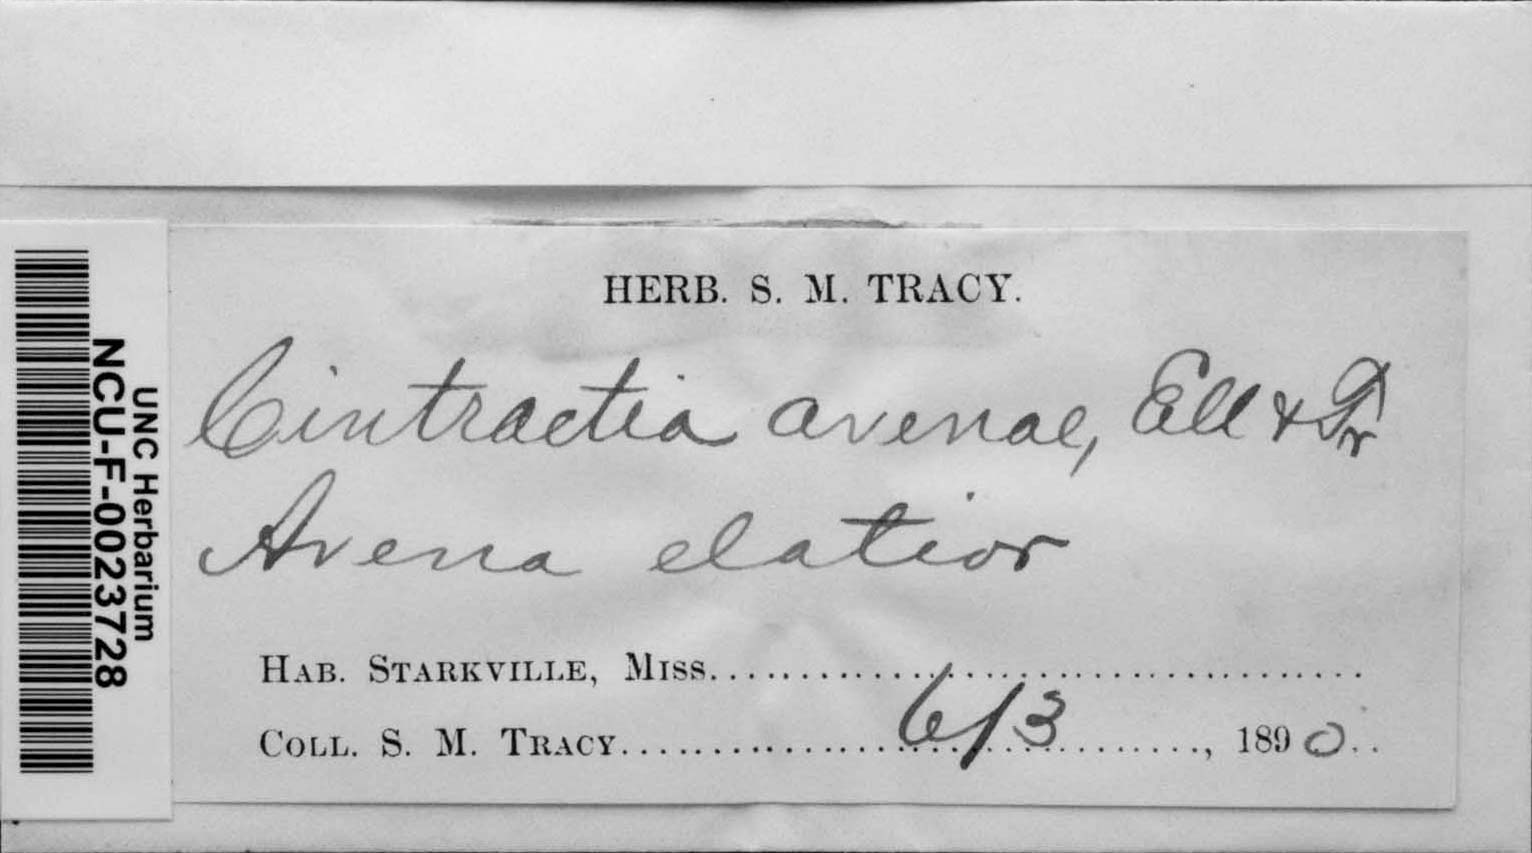 HERB. S. M. TRACY.
Cintractia avenae, Ell & Tr
Avena elatior
HAB. STARKVILLE, MISS.
COLL. S. M. TRACY. 6/3, 1890
UNC Herbarium
NCU-F-0023728